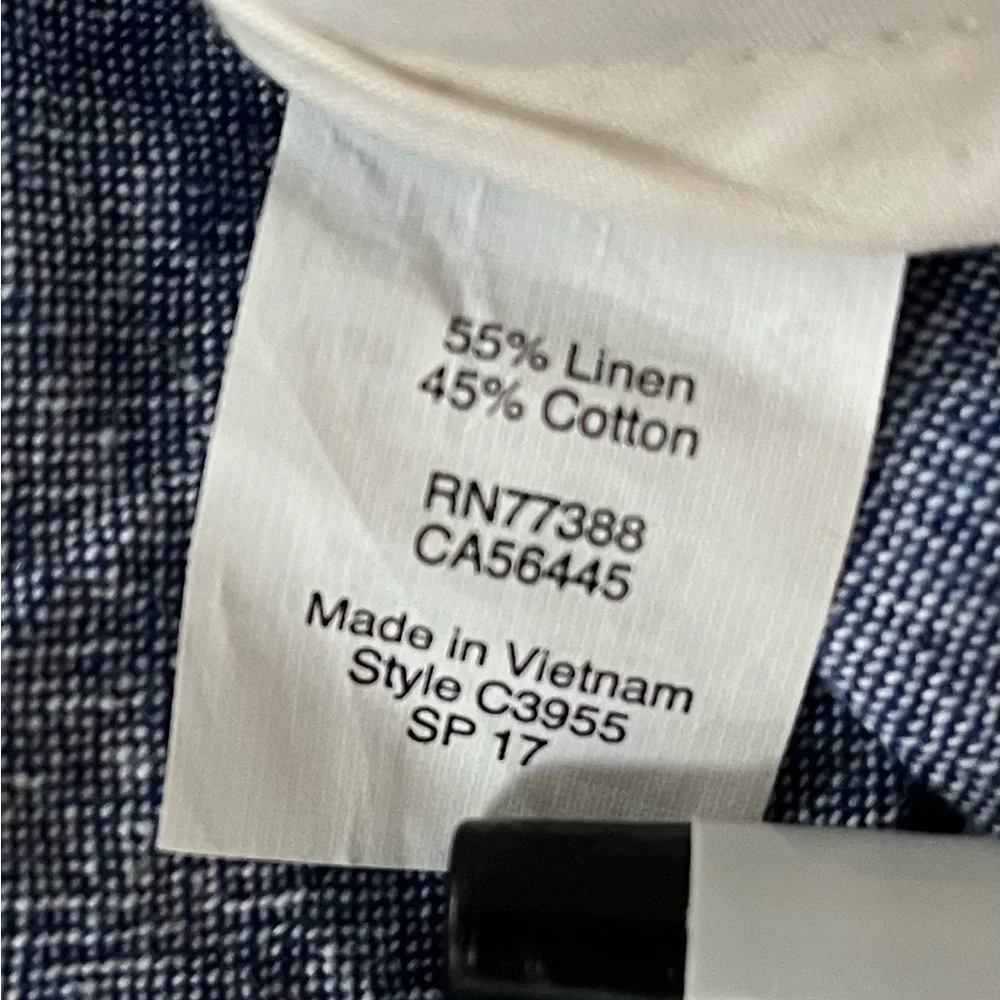 55% Linen
45% Cotton
RN77388
CA56445
Made in Vietnam
Style C3955
SP 17